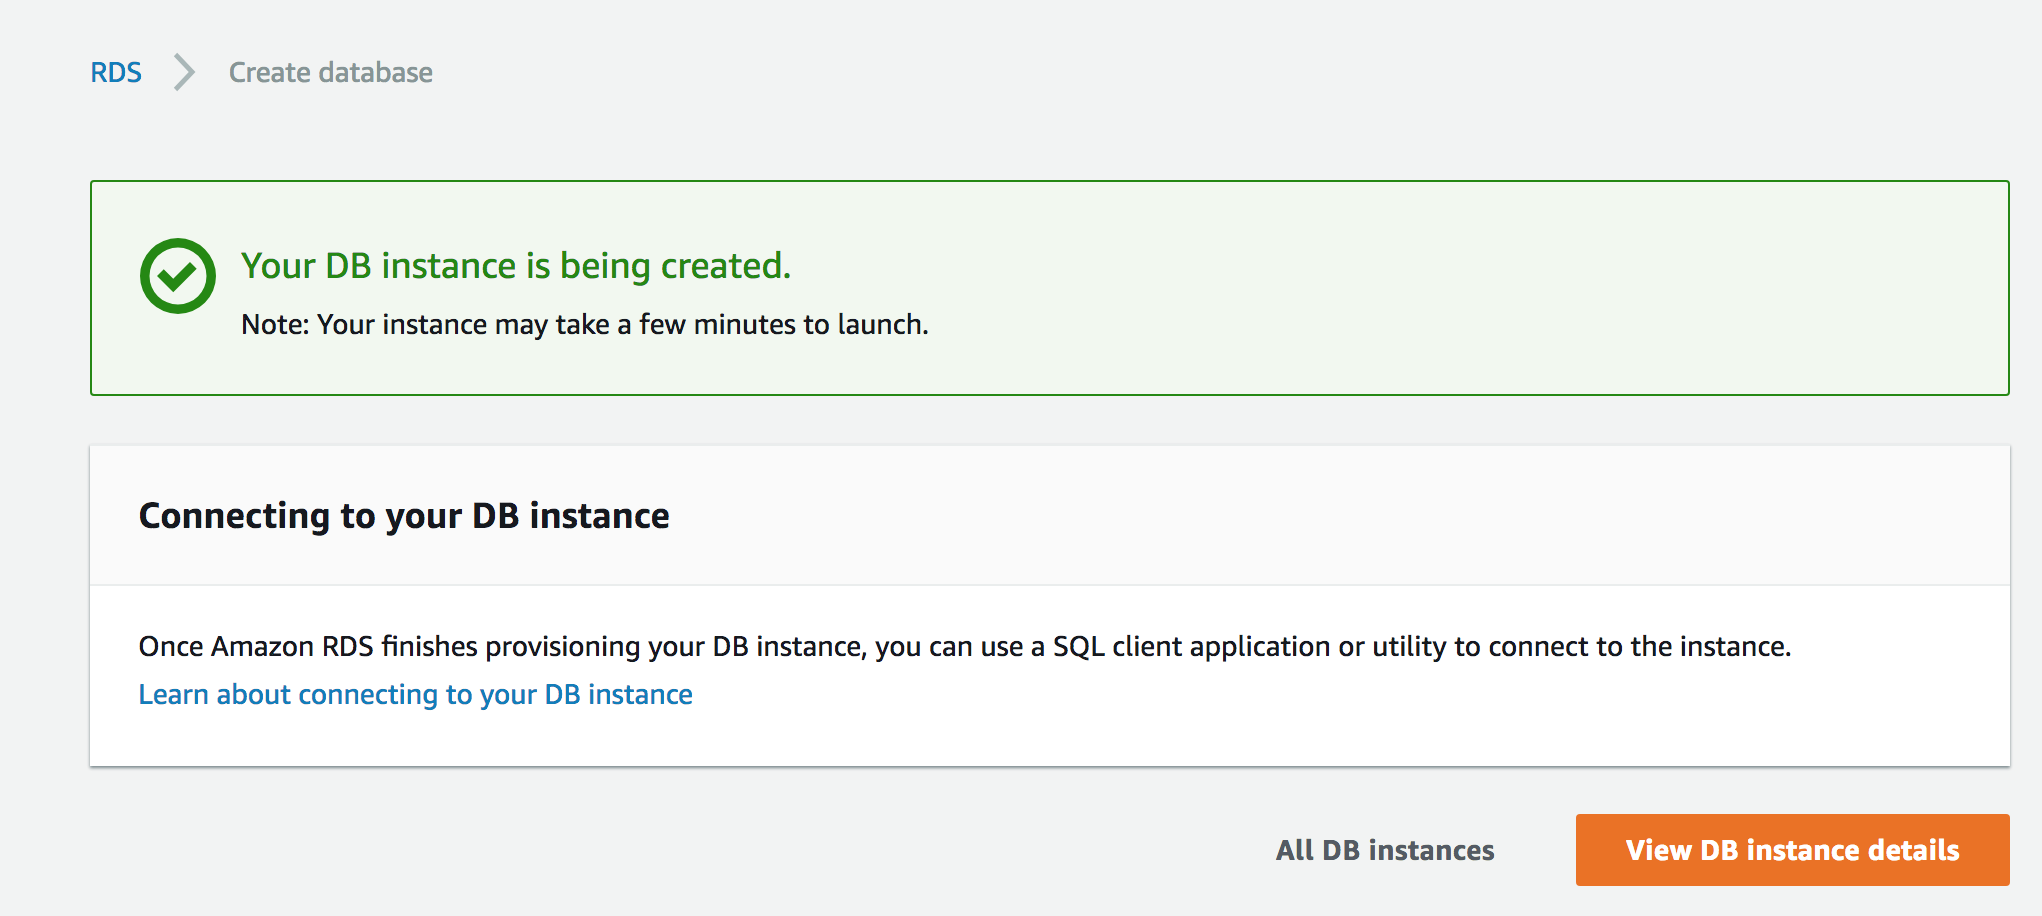 RDS > Create database
Your DB instance is being created.
Note: Your instance may take a few minutes to launch.
Connecting to your DB instance
Once Amazon RDS finishes provisioning your DB instance, you can use a SQL client application or utility to connect to the instance.
Learn about connecting to your DB instance
All DB instances View DB instance details